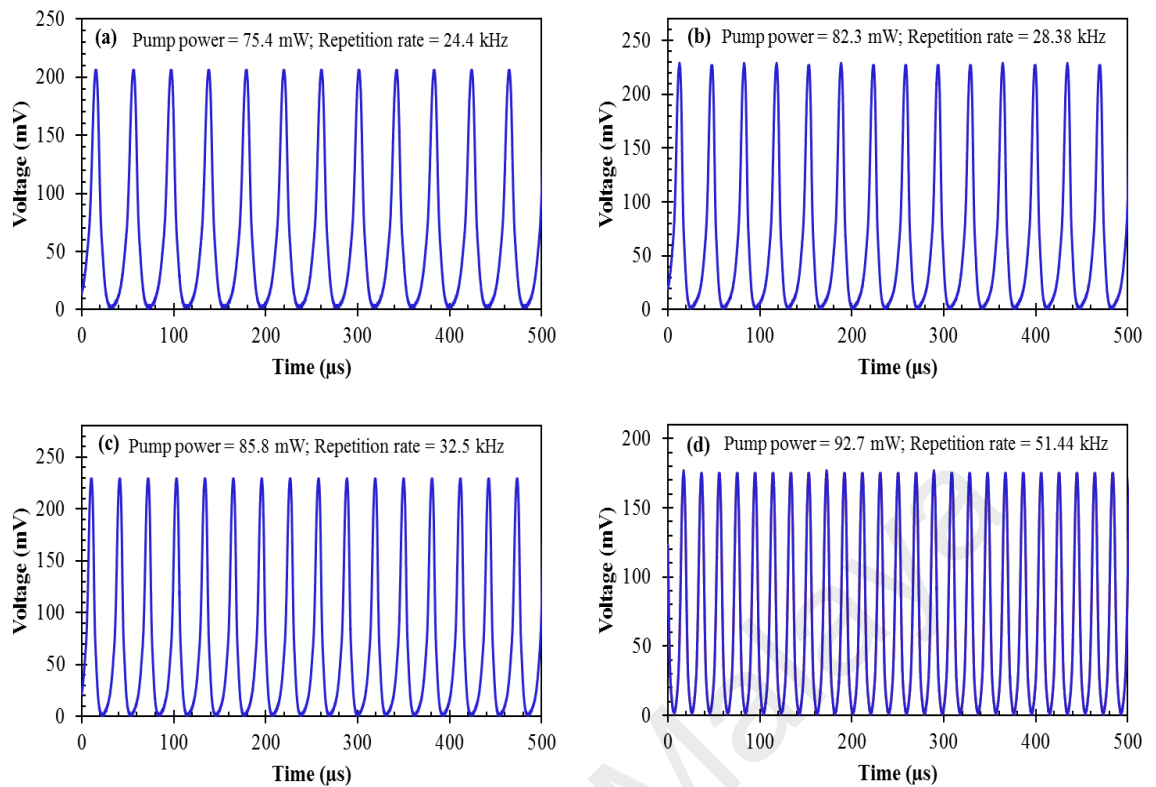 (a) Pump power = 75.4 mW; Repetition rate = 24.4 kHz
250
200
150
100
50
0
Voltage (mV)
0 100 200 300 400 500
Time (µs)
(b) Pump power = 82.3 mW; Repetition rate = 28.38 kHz
250
200
150
100
50
0
Voltage (mV)
0 100 200 300 400 500
Time (µs)
(c) Pump power = 85.8 mW; Repetition rate = 32.5 kHz
250
200
150
100
50
0
Voltage (mV)
0 100 200 300 400 500
Time (µs)
(d) Pump power = 92.7 mW; Repetition rate = 51.44 kHz
200
150
100
50
0
Voltage (mV)
0 100 200 300 400 500
Time (µs)
Malaya